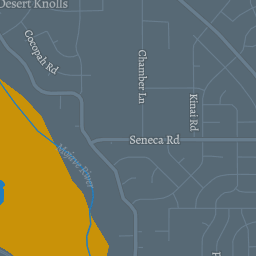 Desert Knolls
Cocopah Rd
Chamber Ln
Kinai Rd
Seneca Rd
Mojave River